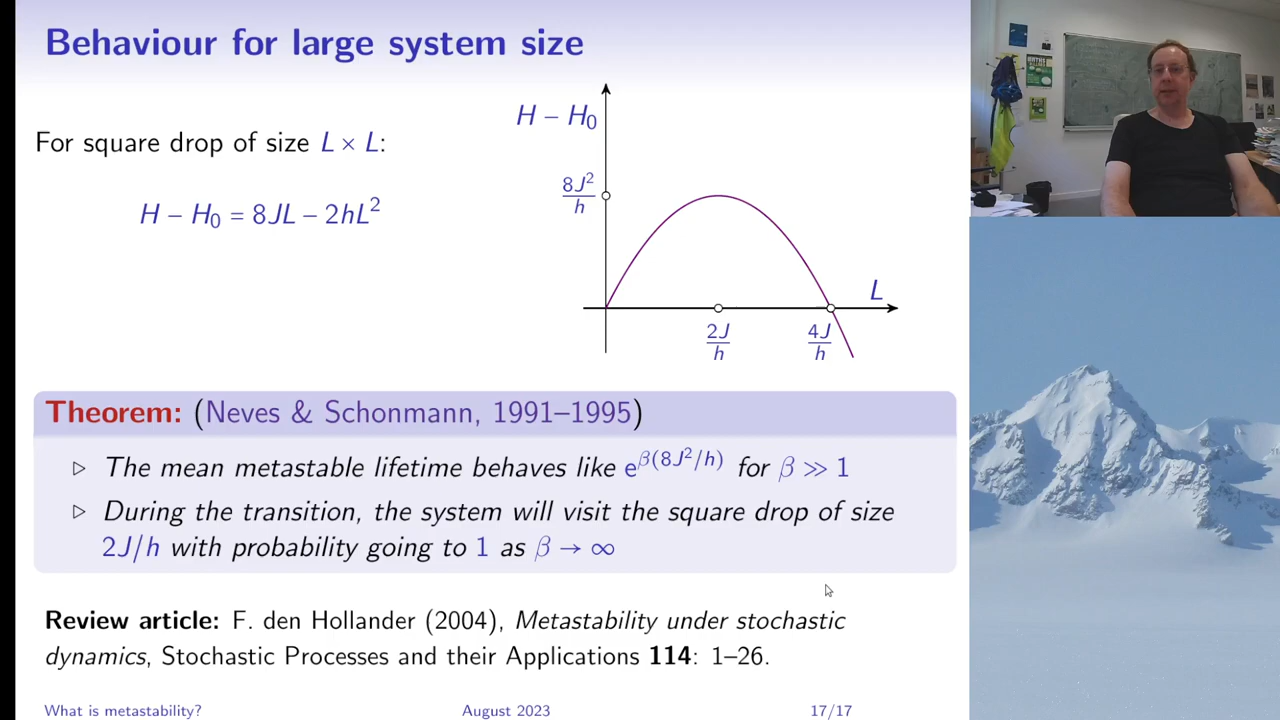 Behaviour for large system size
For square drop of size L × L:
H − H₀ = 8JL − 2hL²
H − H₀
8J²
h
L
2J
h
4J
h
Theorem: (Neves & Schonmann, 1991–1995)
▷ The mean metastable lifetime behaves like e^{β(8J²/h)} for β ≫ 1
▷ During the transition, the system will visit the square drop of size
2J/h with probability going to 1 as β → ∞
Review article: F. den Hollander (2004), Metastability under stochastic
dynamics, Stochastic Processes and their Applications 114: 1–26.
What is metastability? August 2023 17/17